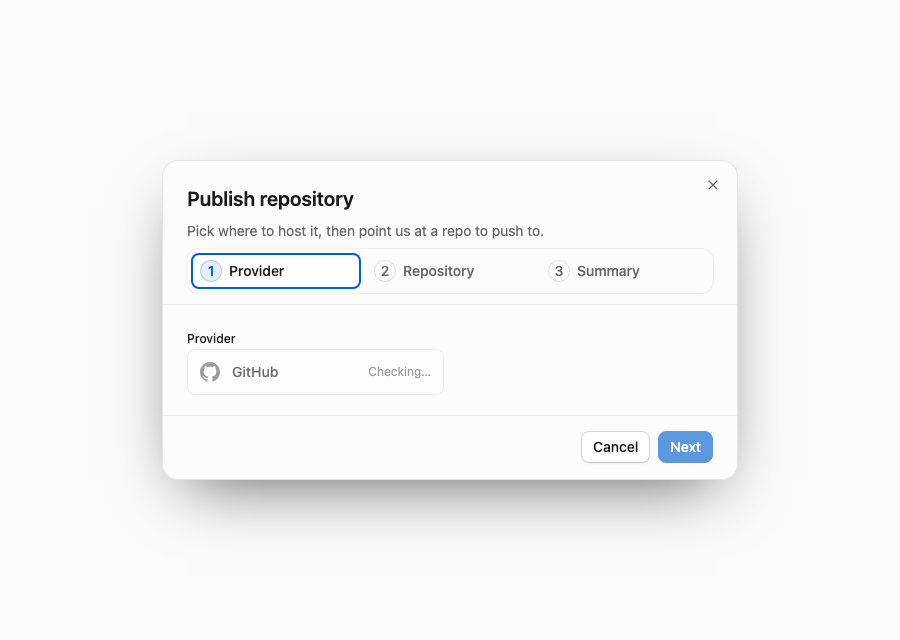 Publish repository
Pick where to host it, then point us at a repo to push to.
1 Provider
2 Repository
3 Summary
Provider
GitHub
Checking...
Cancel
Next